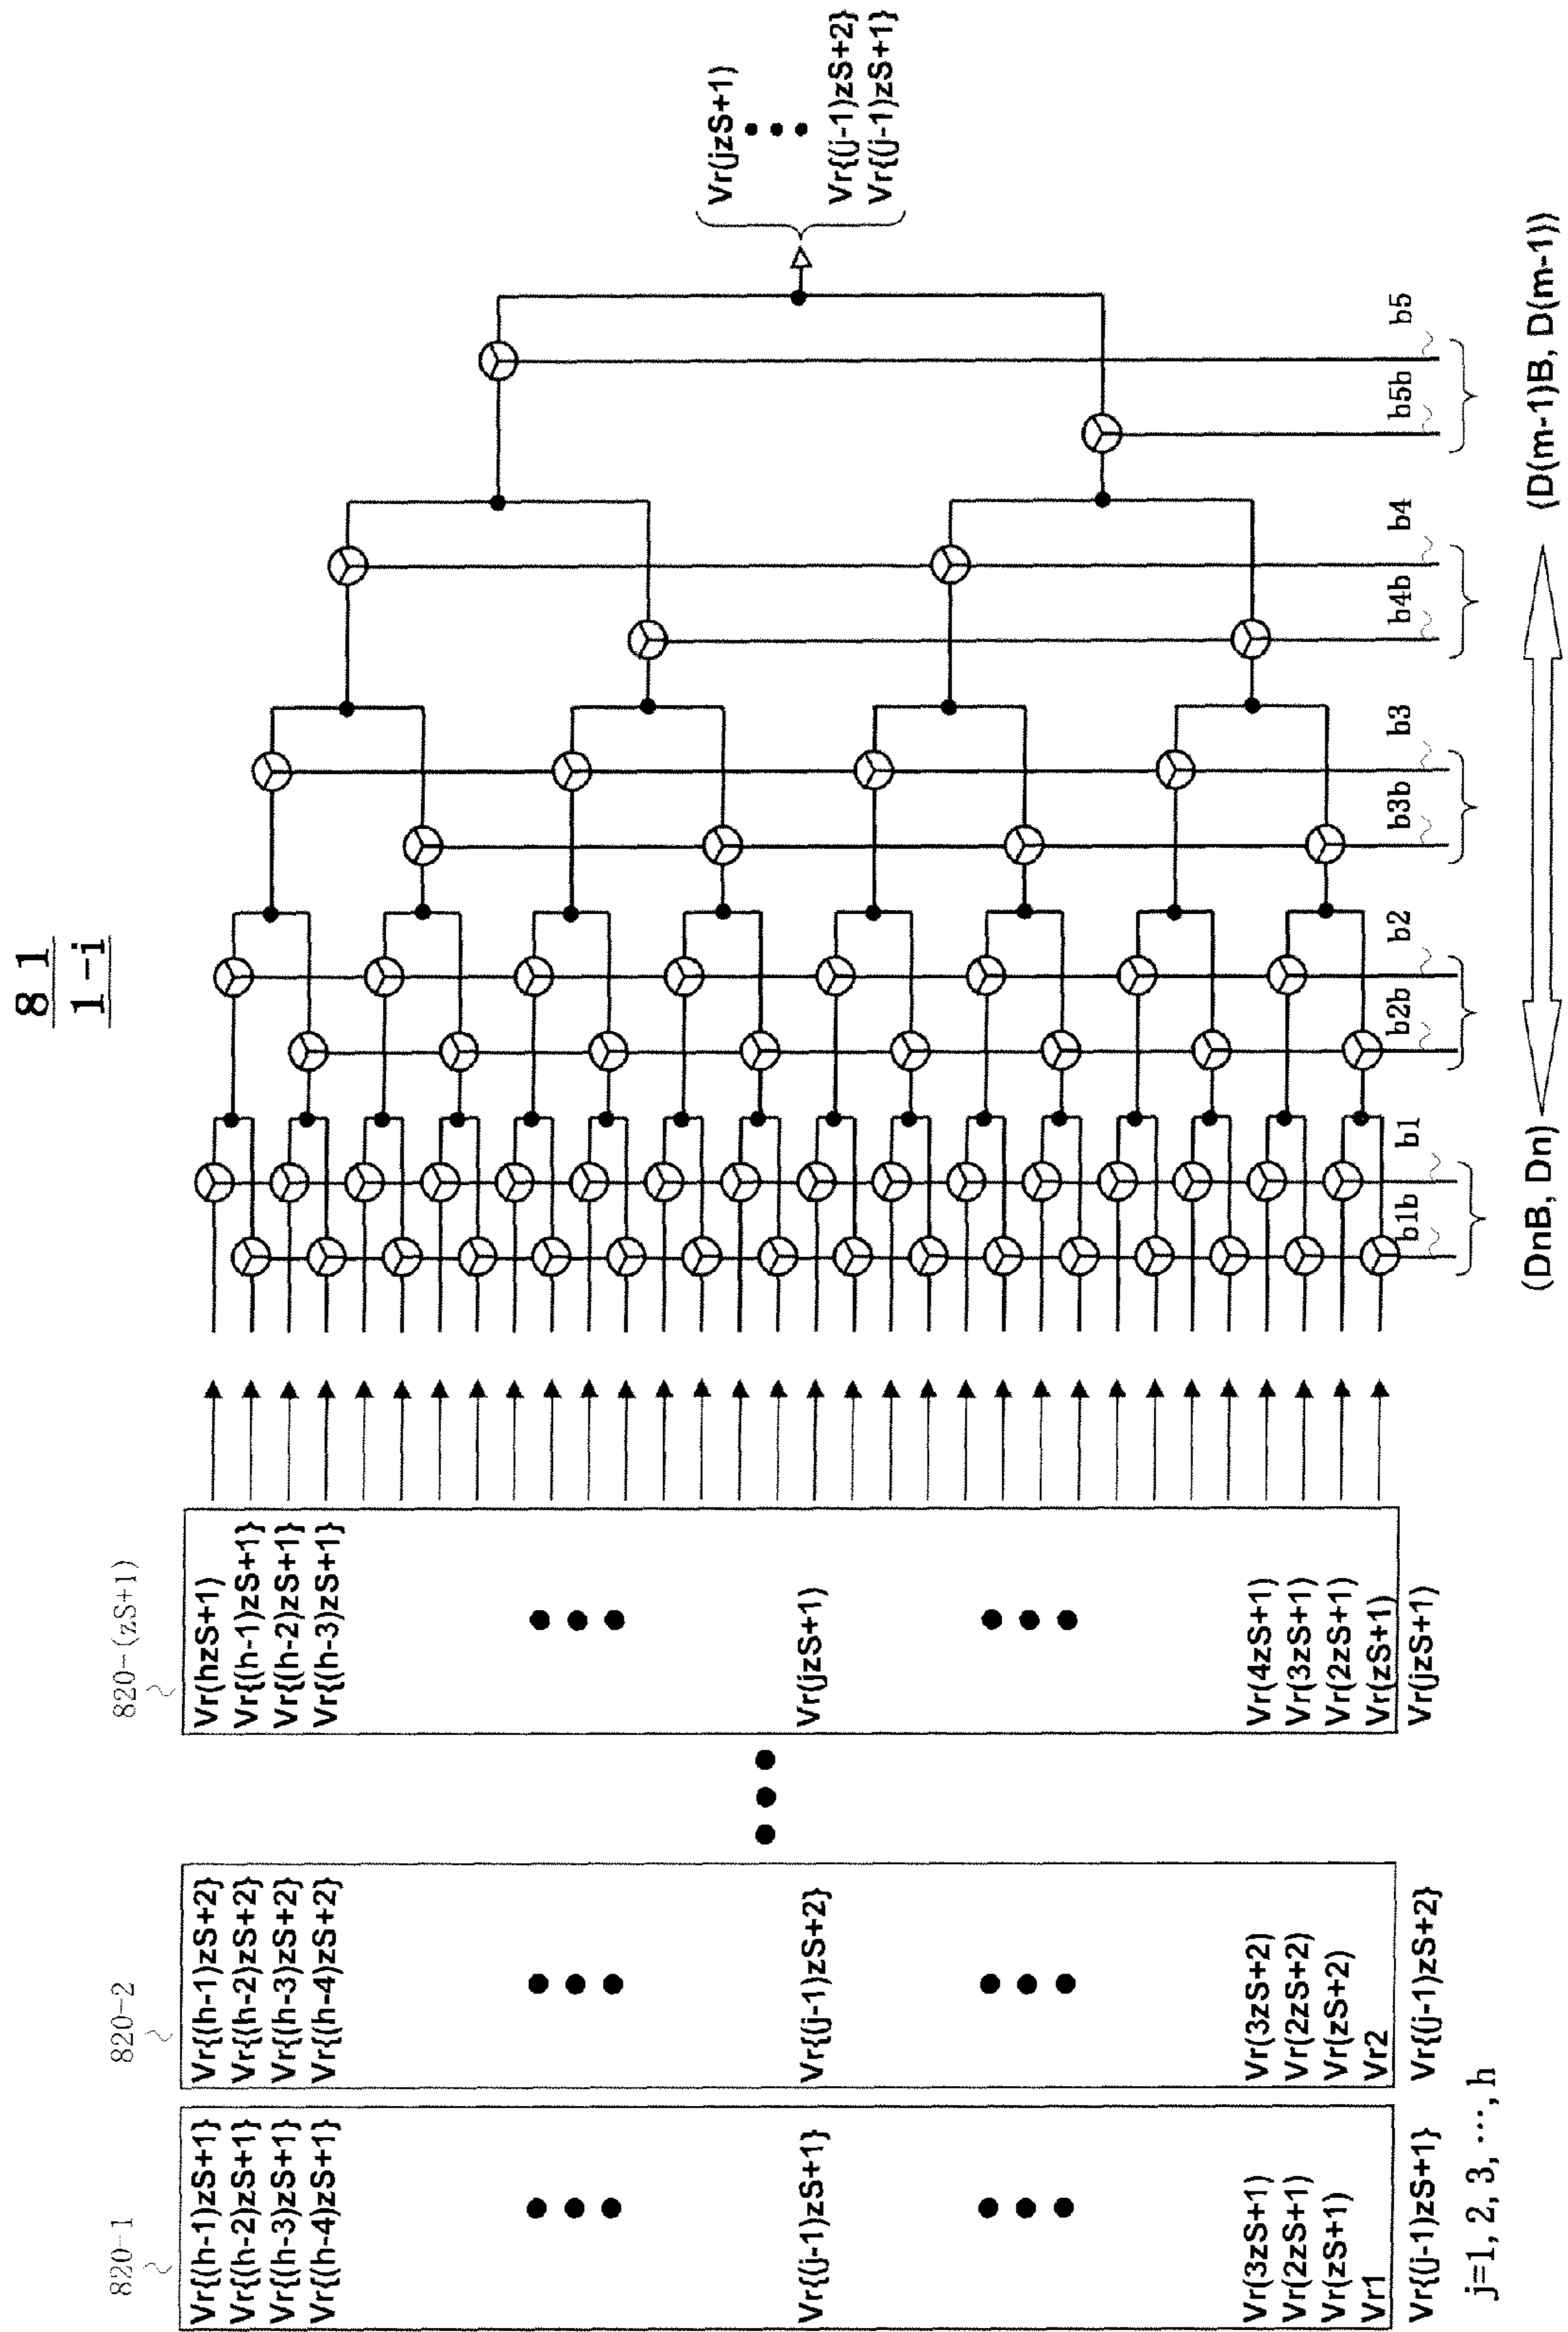 8 1
1-i
820-1
Vr{(h-1)zS+1}
Vr{(h-2)zS+1}
Vr{(h-3)zS+1}
Vr{(h-4)zS+1}
Vr{(j-1)zS+1}
Vr(3zS+1)
Vr(2zS+1)
Vr(zS+1)
Vr1
Vr{(j-1)zS+1}
j=1, 2, 3, ···, h
820-2
Vr{(h-1)zS+2}
Vr{(h-2)zS+2}
Vr{(h-3)zS+2}
Vr{(h-4)zS+2}
Vr{(j-1)zS+2}
Vr(3zS+2)
Vr(2zS+2)
Vr(zS+2)
Vr2
Vr{(j-1)zS+2}
820-(zS+1)
Vr(hzS+1)
Vr{(h-1)zS+1}
Vr{(h-2)zS+1}
Vr{(h-3)zS+1}
Vr(jzS+1)
Vr(4zS+1)
Vr(3zS+1)
Vr(2zS+1)
Vr(zS+1)
Vr(jzS+1)
b1b
b1
b2b
b2
b3b
b3
b4b
b4
b5b
b5
(DnB, Dn)
(D(m-1)B, D(m-1))
Vr(jzS+1)
Vr{(j-1)zS+2}
Vr{(j-1)zS+1}